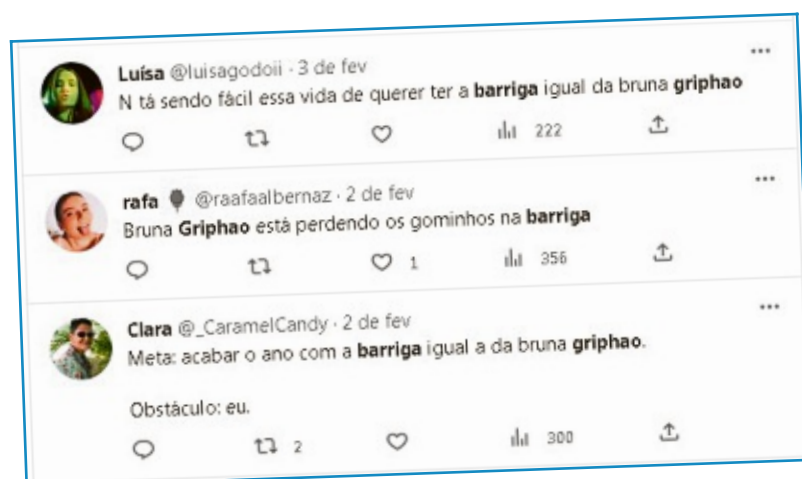 Luísa @luisagodoii · 3 de fev
N tá sendo fácil essa vida de querer ter a barriga igual da bruna griphao
222
rafa @raafaalbernaz · 2 de fev
Bruna Griphao está perdendo os gominhos na barriga
1 356
Clara @_CaramelCandy · 2 de fev
Meta: acabar o ano com a barriga igual a da bruna griphao.
Obstáculo: eu.
2 300